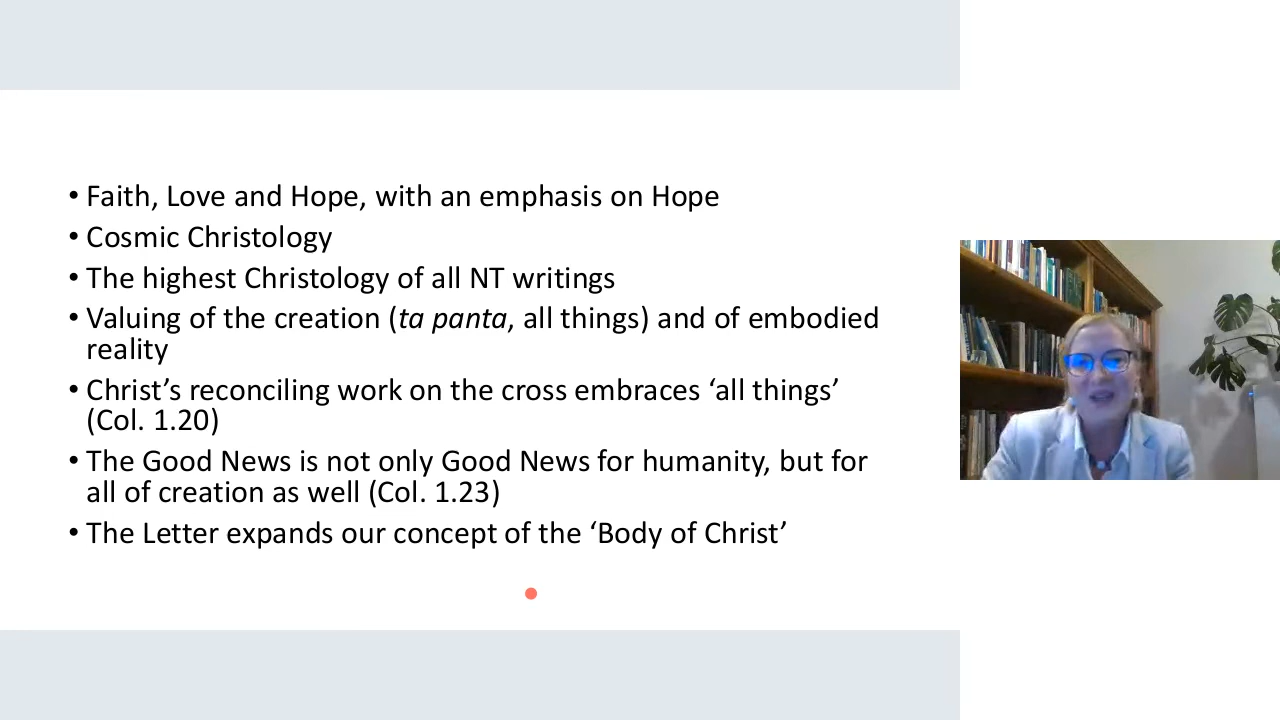 • Faith, Love and Hope, with an emphasis on Hope
• Cosmic Christology
• The highest Christology of all NT writings
• Valuing of the creation (ta panta, all things) and of embodied
reality
• Christ’s reconciling work on the cross embraces ‘all things’
(Col. 1.20)
• The Good News is not only Good News for humanity, but for
all of creation as well (Col. 1.23)
• The Letter expands our concept of the ‘Body of Christ’